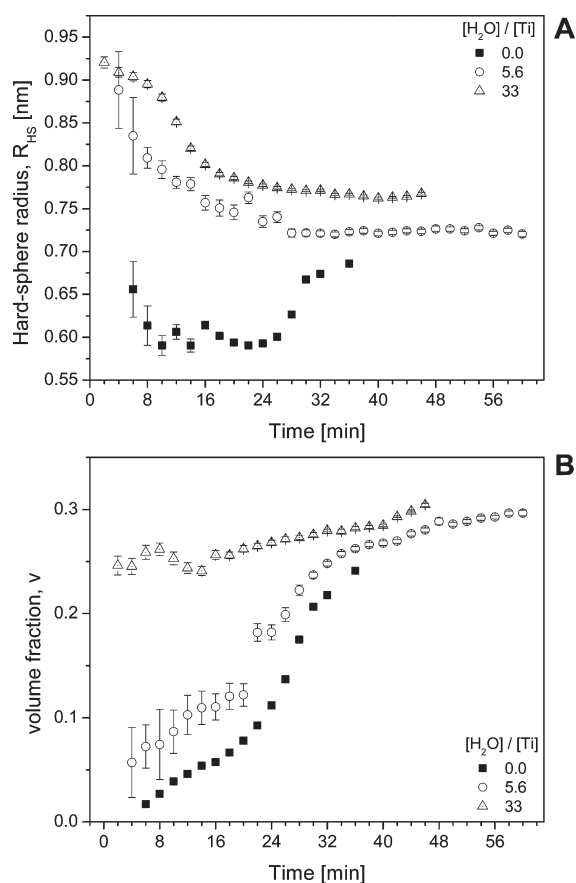 A
[H₂O] / [Ti]
0.0
5.6
33
0.95
0.90
0.85
0.80
0.75
0.70
0.65
0.60
0.55
Hard-sphere radius, R_HS [nm]
0 8 16 24 32 40 48 56
Time [min]
B
0.3
0.2
0.1
0.0
volume fraction, v
[H₂O] / [Ti]
0.0
5.6
33
0 8 16 24 32 40 48 56
Time [min]